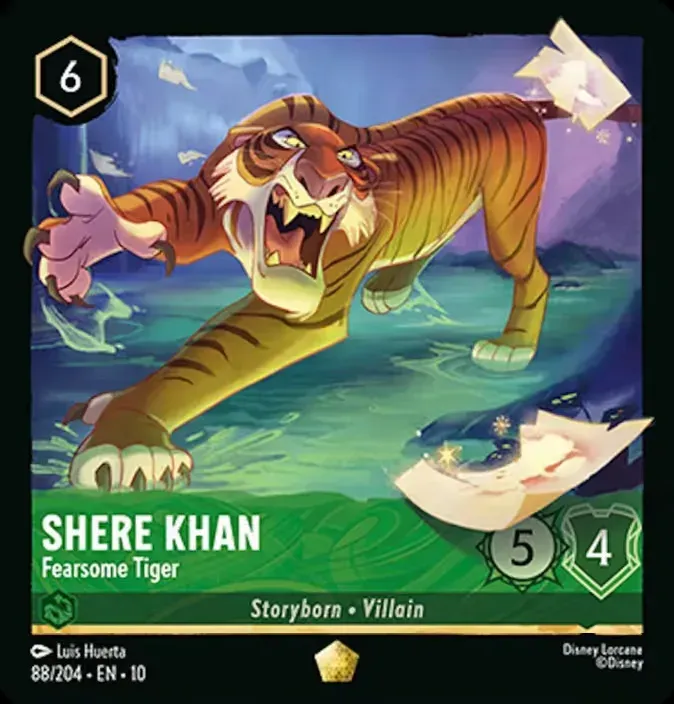 6
SHERE KHAN
Fearsome Tiger
5
4
Storyborn • Villain
Luis Huerta
88/204 • EN • 10
Disney Lorcana
©Disney